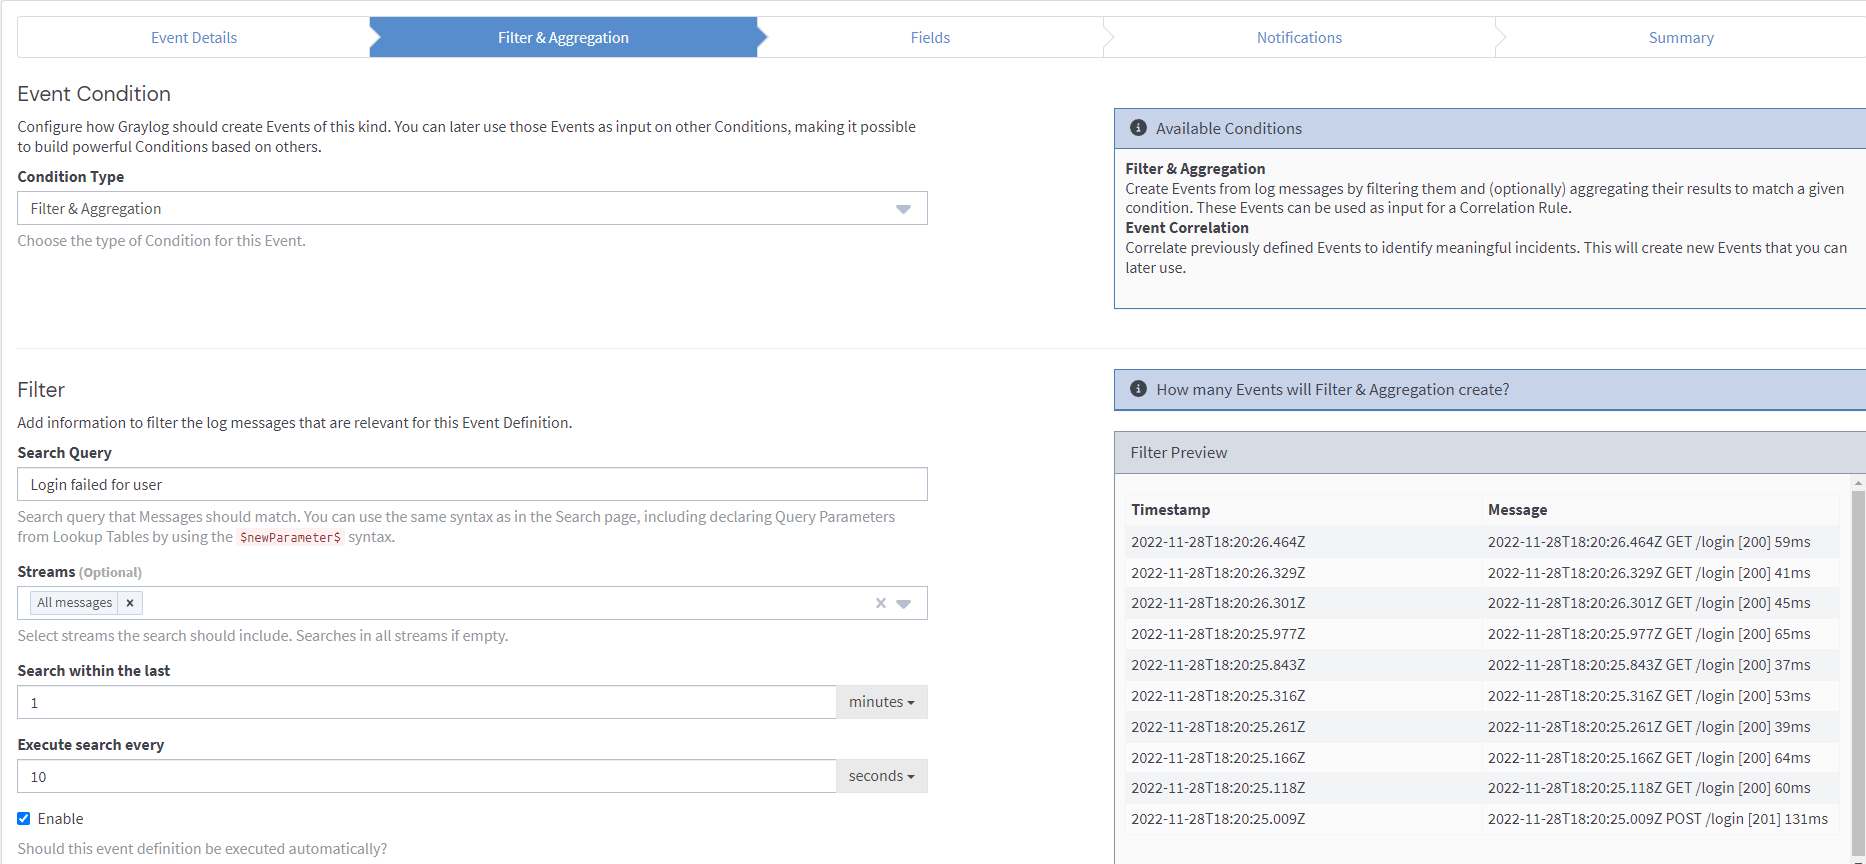 Event Details
Filter & Aggregation
Fields
Notifications
Summary
Event Condition
Configure how Graylog should create Events of this kind. You can later use those Events as input on other Conditions, making it possible
to build powerful Conditions based on others.
Condition Type
Filter & Aggregation
Choose the type of Condition for this Event.
Available Conditions
Filter & Aggregation
Create Events from log messages by filtering them and (optionally) aggregating their results to match a given
condition. These Events can be used as input for a Correlation Rule.
Event Correlation
Correlate previously defined Events to identify meaningful incidents. This will create new Events that you can
later use.
Filter
Add information to filter the log messages that are relevant for this Event Definition.
Search Query
Login failed for user
Search query that Messages should match. You can use the same syntax as in the Search page, including declaring Query Parameters
from Lookup Tables by using the $newParameter$ syntax.
Streams (Optional)
All messages ×
Select streams the search should include. Searches in all streams if empty.
Search within the last
1 minutes
Execute search every
10 seconds
Enable
Should this event definition be executed automatically?
How many Events will Filter & Aggregation create?
Filter Preview
Timestamp Message
2022-11-28T18:20:26.464Z 2022-11-28T18:20:26.464Z GET /login [200] 59ms
2022-11-28T18:20:26.329Z 2022-11-28T18:20:26.329Z GET /login [200] 41ms
2022-11-28T18:20:26.301Z 2022-11-28T18:20:26.301Z GET /login [200] 45ms
2022-11-28T18:20:25.977Z 2022-11-28T18:20:25.977Z GET /login [200] 65ms
2022-11-28T18:20:25.843Z 2022-11-28T18:20:25.843Z GET /login [200] 37ms
2022-11-28T18:20:25.316Z 2022-11-28T18:20:25.316Z GET /login [200] 53ms
2022-11-28T18:20:25.261Z 2022-11-28T18:20:25.261Z GET /login [200] 39ms
2022-11-28T18:20:25.166Z 2022-11-28T18:20:25.166Z GET /login [200] 64ms
2022-11-28T18:20:25.118Z 2022-11-28T18:20:25.118Z GET /login [200] 60ms
2022-11-28T18:20:25.009Z 2022-11-28T18:20:25.009Z POST /login [201] 131ms